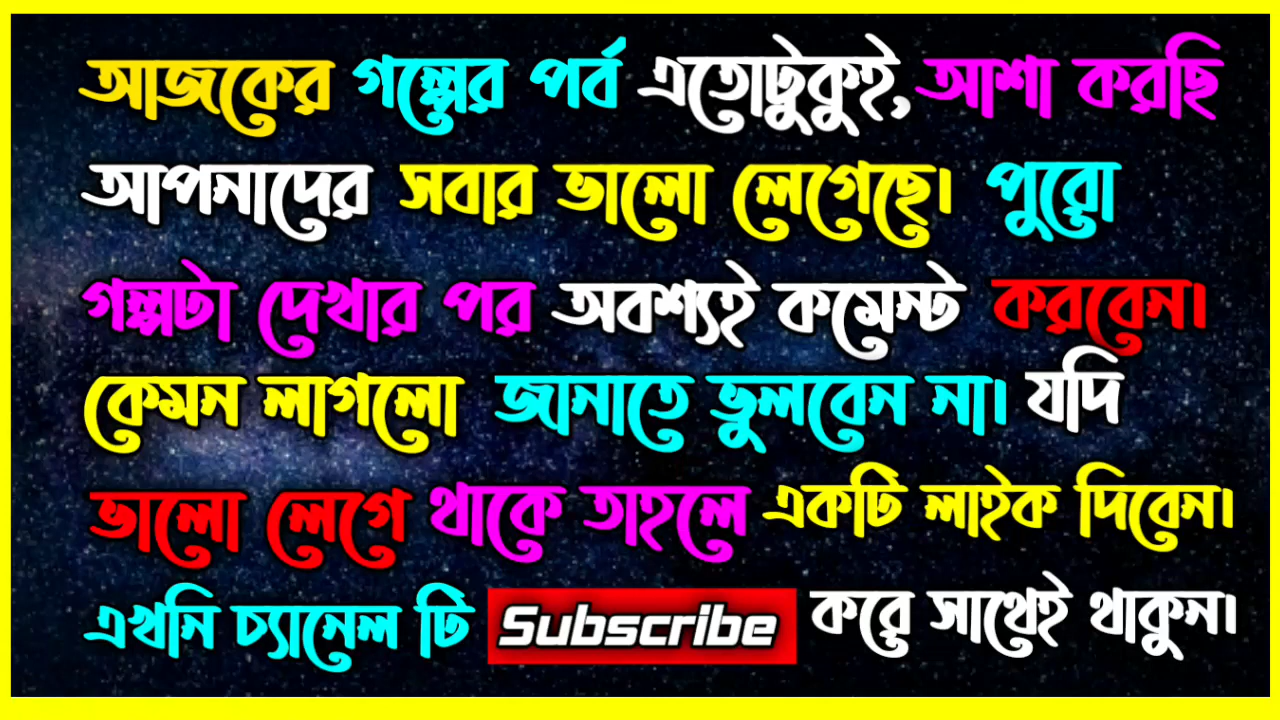 আজকের গল্পের পর্ব এতোটুকুই, আশা করছি
আপনাদের সবার ভালো লেগেছে। পুরো
গল্পটা দেখার পর অবশ্যই কমেন্ট করবেন।
কেমন লাগলো জানাতে ভুলবেন না। যদি
ভালো লেগে থাকে তাহলে একটি লাইক দিবেন।
এখনি চ্যানেল টি Subscribe করে সাথেই থাকুন।